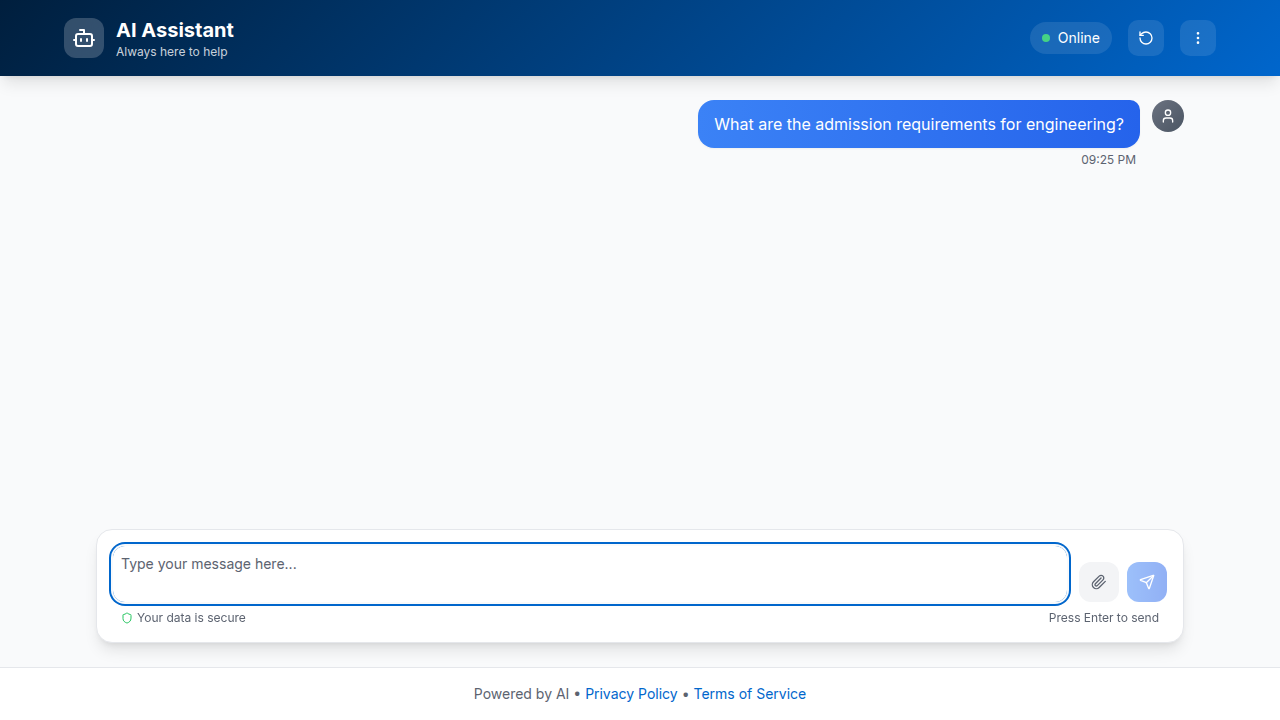 AI Assistant
Always here to help
Online
What are the admission requirements for engineering?
09:25 PM
Type your message here...
Your data is secure
Press Enter to send
Powered by AI • Privacy Policy • Terms of Service